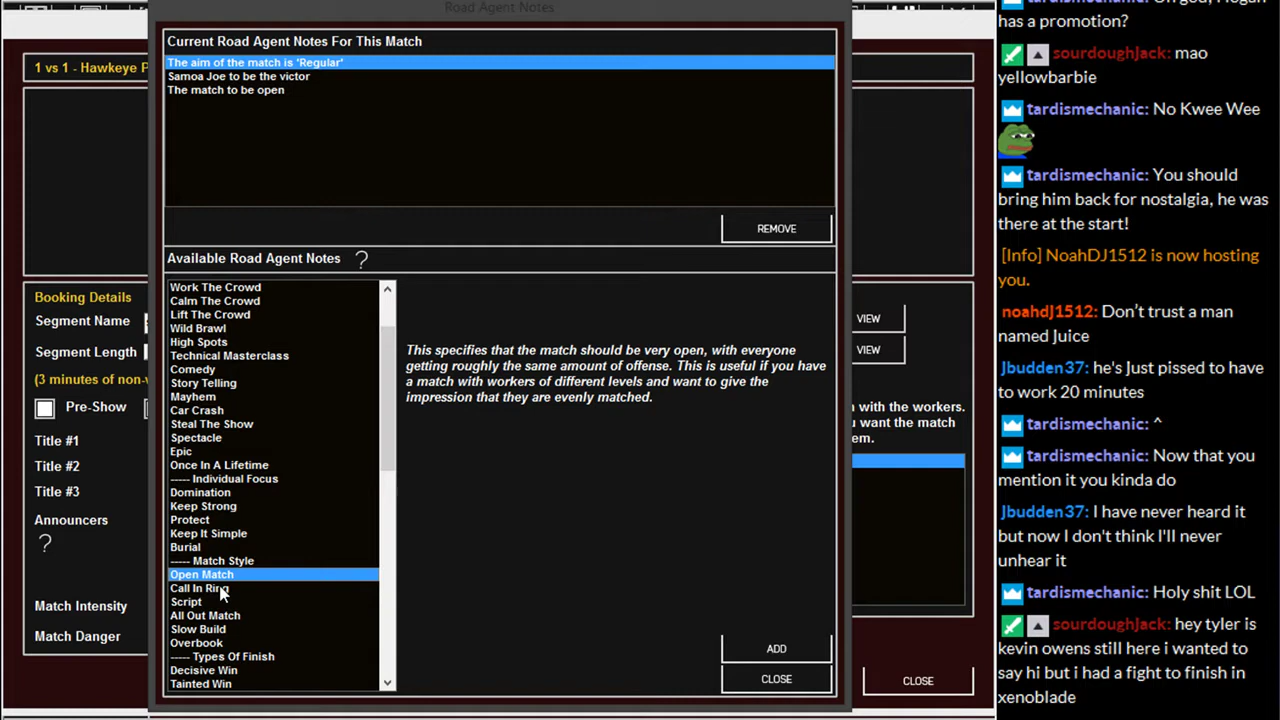 Road Agent Notes
Current Road Agent Notes For This Match
The aim of the match is 'Regular'
Samoa Joe to be the victor
The match to be open
REMOVE
Available Road Agent Notes ?
Work The Crowd
Calm The Crowd
Lift The Crowd
Wild Brawl
High Spots
Technical Masterclass
Comedy
Story Telling
Mayhem
Car Crash
Steal The Show
Spectacle
Epic
Once In A Lifetime
----- Individual Focus
Domination
Keep Strong
Protect
Keep It Simple
Burial
----- Match Style
Open Match
Call In Ring
Script
All Out Match
Slow Build
Overbook
----- Types Of Finish
Decisive Win
Tainted Win
This specifies that the match should be very open, with everyone
getting roughly the same amount of offense. This is useful if you have
a match with workers of different levels and want to give the
impression that they are evenly matched.
ADD
CLOSE
1 vs 1 - Hawkeye P
Booking Details
Segment Name
Segment Length
(3 minutes of non-
Pre-Show
Title #1
Title #2
Title #3
Announcers
?
Match Intensity
Match Danger
VIEW
VIEW
with the workers.
you want the match
CLOSE
has a promotion?
sourdoughJack: mao
yellowbarbie
tardismechanic: No Kwee Wee
tardismechanic: You should
bring him back for nostalgia, he was
there at the start!
[Info] NoahDJ1512 is now hosting
you.
noahdJ1512: Don't trust a man
named Juice
Jbudden37: he's Just pissed to have
to work 20 minutes
tardismechanic: ^
tardismechanic: Now that you
mention it you kinda do
Jbudden37: I have never heard it
but now I don't think I'll never
unhear it
tardismechanic: Holy shit LOL
sourdoughJack: hey tyler is
kevin owens still here i wanted to
say hi but i had a fight to finish in
xenoblade